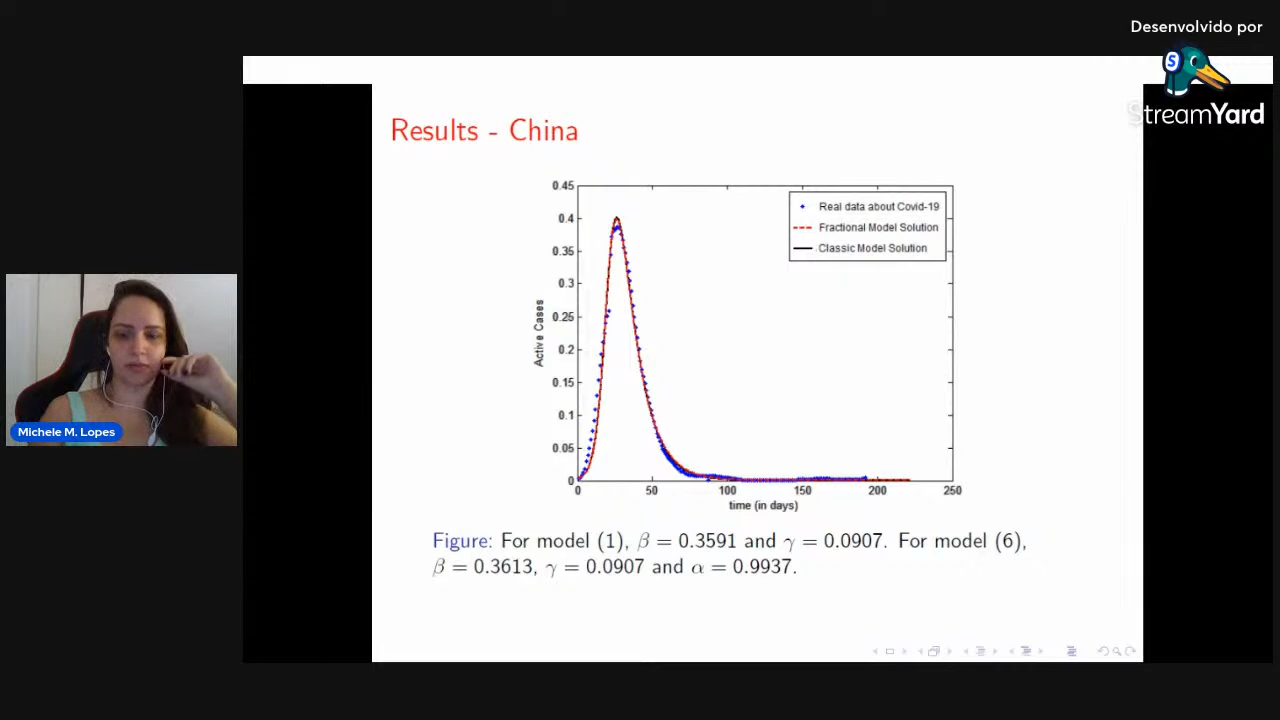 Desenvolvido por
S
StreamYard
Results - China
0.45
0.4
0.35
0.3
0.25
0.2
0.15
0.1
0.05
0
Active Cases
Real data about Covid-19
Fractional Model Solution
Classic Model Solution
0 50 100 150 200 250
time (in days)
Figure: For model (1), β = 0.3591 and γ = 0.0907. For model (6),
β = 0.3613, γ = 0.0907 and α = 0.9937.
Michele M. Lopes